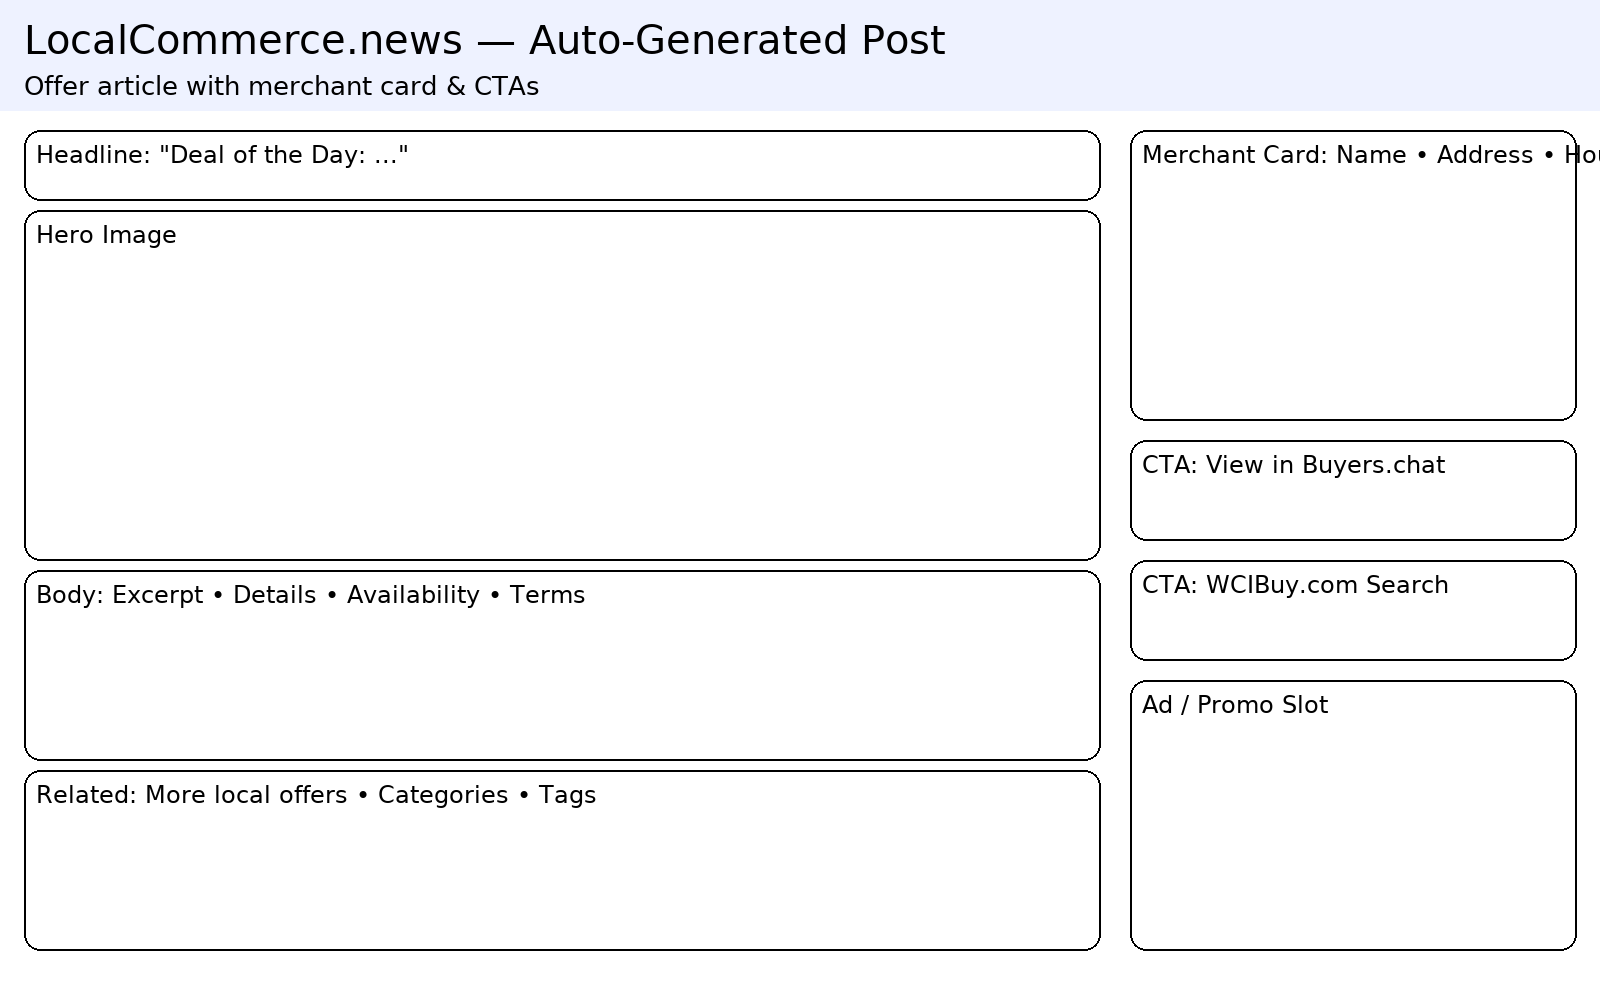 LocalCommerce.news — Auto-Generated Post
Offer article with merchant card & CTAs
Headline: "Deal of the Day: ..."
Hero Image
Body: Excerpt • Details • Availability • Terms
Related: More local offers • Categories • Tags
Merchant Card: Name • Address •
CTA: View in Buyers.chat
CTA: WCIBuy.com Search
Ad / Promo Slot